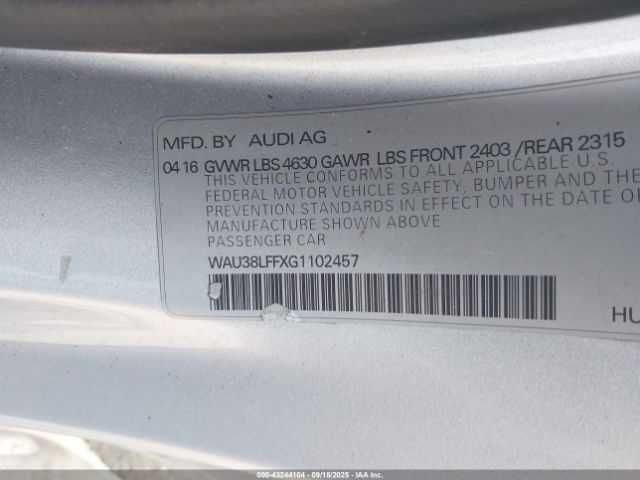 MFD. BY AUDI AG
04 16 GVWR LBS 4630 GAWR LBS FRONT 2403 /REAR 2315
THIS VEHICLE CONFORMS TO ALL APPLICABLE U.S.
FEDERAL MOTOR VEHICLE SAFETY, BUMPER AND THE
PREVENTION STANDARDS IN EFFECT ON THE DATE OF
MANUFACTURE SHOWN ABOVE
PASSENGER CAR
WAU38LFFXG1102457
HU
000-43244104 - 09/16/2025 - IAAI.COM